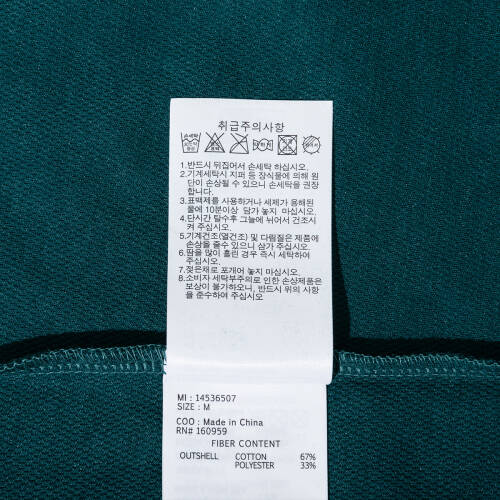 취급주의사항
손세탁
1.반드시 뒤집어서 손세탁 하십시오.
2.기계세탁시 지퍼 등 장식물에 의해 원
단이 손상될 수 있으니 손세탁을 권장
합니다.
3.표백제를 사용하거나 세제가 용해된
물에 10분이상 담가 놓지 마십시오.
4.단시간 탈수후 그늘에 뉘어서 건조시
켜 주십시오.
5.기계건조(열건조) 및 다림질은 제품에
손상을 줄수 있으니 삼가 주십시오.
6.땀을 많이 흘린 경우 즉시 세탁하여
주십시오.
7.젖은채로 포개어 놓지 마십시오.
8.소비자 세탁부주의로 인한 손상제품은
보상이 불가하오니, 반드시 위의 사항
을 준수하여 주십시오
MI : 14536507
SIZE : M
COO : Made in China
RN# 160959
FIBER CONTENT
OUTSHELL COTTON 67%
POLYESTER 33%